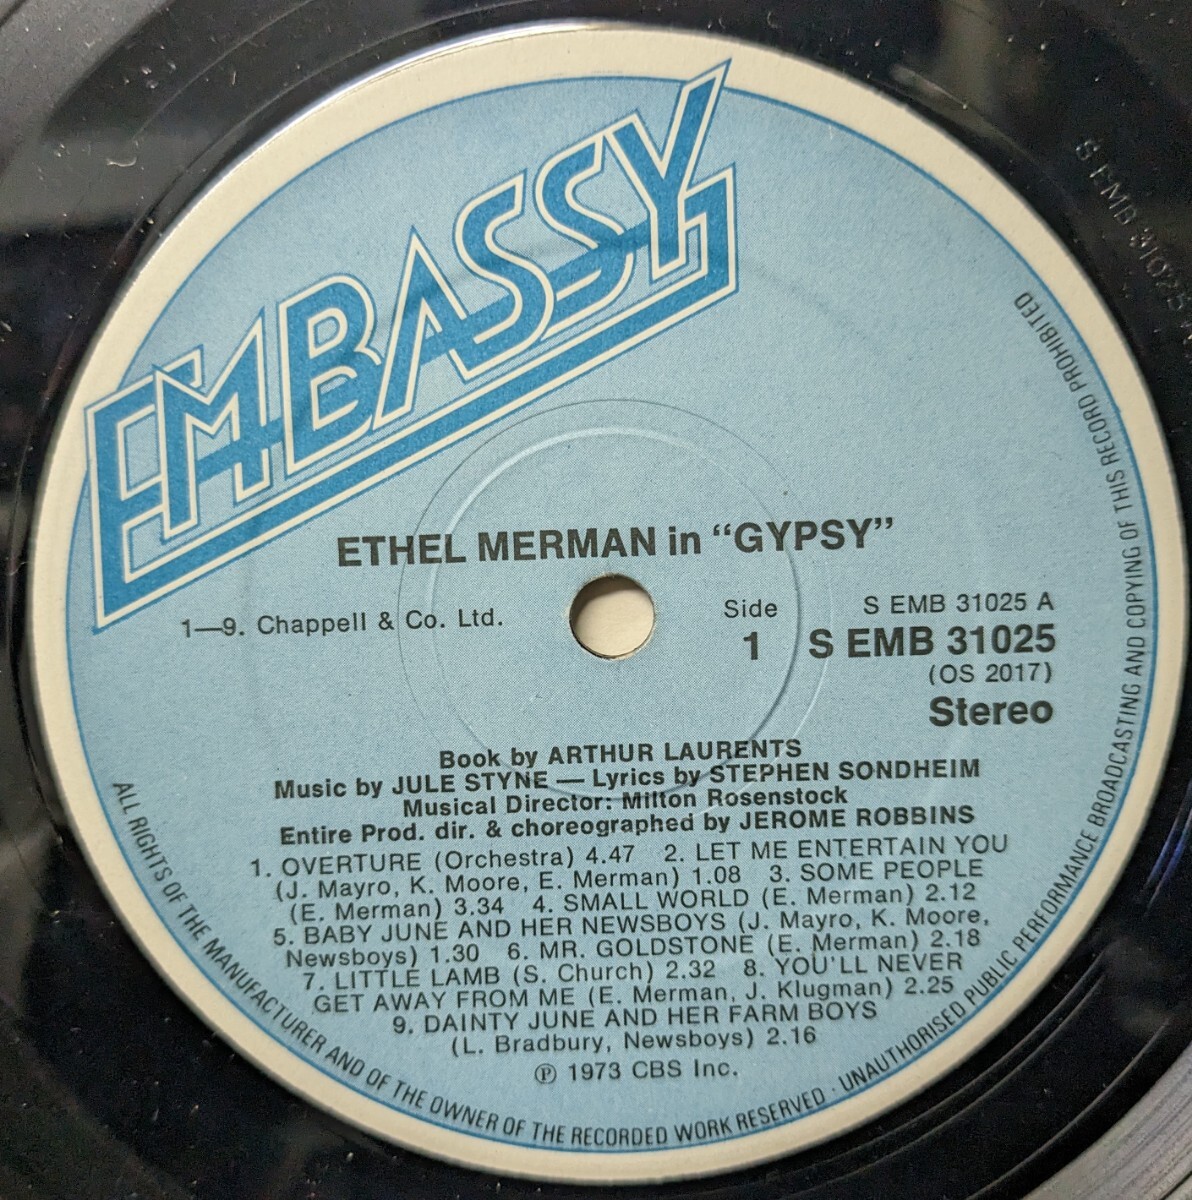 EMBASSY
ETHEL MERMAN in “GYPSY”
1—9. Chappell & Co. Ltd.
Side
1
S EMB 31025 A
S EMB 31025
(OS 2017)
Stereo
Book by ARTHUR LAURENTS
Music by JULE STYNE — Lyrics by STEPHEN SONDHEIM
Musical Director: Milton Rosenstock
Entire Prod. dir. & choreographed by JEROME ROBBINS
1. OVERTURE (Orchestra) 4.47 2. LET ME ENTERTAIN YOU
(J. Mayro, K. Moore, E. Merman) 1.08 3. SOME PEOPLE
(E. Merman) 3.34 4. SMALL WORLD (E. Merman) 2.12
5. BABY JUNE AND HER NEWSBOYS (J. Mayro, K. Moore,
Newsboys) 1.30 6. MR. GOLDSTONE (E. Merman) 2.18
7. LITTLE LAMB (S. Church) 2.32 8. YOU'LL NEVER
GET AWAY FROM ME (E. Merman, J. Klugman) 2.25
9. DAINTY JUNE AND HER FARM BOYS
(L. Bradbury, Newsboys) 2.16
℗ 1973 CBS Inc.
ALL RIGHTS OF THE MANUFACTURER AND OF THE OWNER OF THE RECORDED WORK RESERVED · UNAUTHORISED PUBLIC PERFORMANCE BROADCASTING AND COPYING OF THIS RECORD PROHIBITED
S EMB 31025